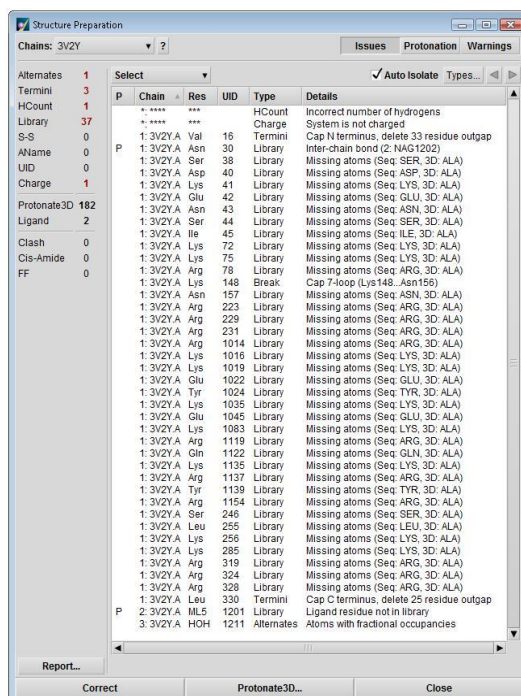 Structure Preparation
Chains: 3V2Y ?
Issues Protonation Warnings
Alternates 1
Termini 3
HCount 1
Library 37
S-S 0
AName 0
UID 0
Charge 1
Protonate3D 182
Ligand 2
Clash 0
Cis-Amide 0
FF 0
Select Auto Isolate Types...
P Chain Res UID Type Details
*: **** *** HCount Incorrect number of hydrogens
*: **** *** Charge System is not charged
1: 3V2Y.A Val 16 Termini Cap N terminus, delete 33 residue outgap
P 1: 3V2Y.A Asn 30 Library Inter-chain bond (2: NAG1202)
1: 3V2Y.A Ser 38 Library Missing atoms (Seq: SER, 3D: ALA)
1: 3V2Y.A Asp 40 Library Missing atoms (Seq: ASP, 3D: ALA)
1: 3V2Y.A Lys 41 Library Missing atoms (Seq: LYS, 3D: ALA)
1: 3V2Y.A Glu 42 Library Missing atoms (Seq: GLU, 3D: ALA)
1: 3V2Y.A Asn 43 Library Missing atoms (Seq: ASN, 3D: ALA)
1: 3V2Y.A Ser 44 Library Missing atoms (Seq: SER, 3D: ALA)
1: 3V2Y.A Ile 45 Library Missing atoms (Seq: ILE, 3D: ALA)
1: 3V2Y.A Lys 72 Library Missing atoms (Seq: LYS, 3D: ALA)
1: 3V2Y.A Lys 75 Library Missing atoms (Seq: LYS, 3D: ALA)
1: 3V2Y.A Arg 78 Library Missing atoms (Seq: ARG, 3D: ALA)
1: 3V2Y.A Lys 148 Break Cap 7-loop (Lys148...Asn156)
1: 3V2Y.A Asn 157 Library Missing atoms (Seq: ASN, 3D: ALA)
1: 3V2Y.A Arg 223 Library Missing atoms (Seq: ARG, 3D: ALA)
1: 3V2Y.A Arg 229 Library Missing atoms (Seq: ARG, 3D: ALA)
1: 3V2Y.A Arg 231 Library Missing atoms (Seq: ARG, 3D: ALA)
1: 3V2Y.A Arg 1014 Library Missing atoms (Seq: ARG, 3D: ALA)
1: 3V2Y.A Lys 1016 Library Missing atoms (Seq: LYS, 3D: ALA)
1: 3V2Y.A Lys 1019 Library Missing atoms (Seq: LYS, 3D: ALA)
1: 3V2Y.A Glu 1022 Library Missing atoms (Seq: GLU, 3D: ALA)
1: 3V2Y.A Tyr 1024 Library Missing atoms (Seq: TYR, 3D: ALA)
1: 3V2Y.A Lys 1035 Library Missing atoms (Seq: LYS, 3D: ALA)
1: 3V2Y.A Glu 1045 Library Missing atoms (Seq: GLU, 3D: ALA)
1: 3V2Y.A Lys 1083 Library Missing atoms (Seq: LYS, 3D: ALA)
1: 3V2Y.A Arg 1119 Library Missing atoms (Seq: ARG, 3D: ALA)
1: 3V2Y.A Gln 1122 Library Missing atoms (Seq: GLN, 3D: ALA)
1: 3V2Y.A Lys 1135 Library Missing atoms (Seq: LYS, 3D: ALA)
1: 3V2Y.A Arg 1137 Library Missing atoms (Seq: ARG, 3D: ALA)
1: 3V2Y.A Tyr 1139 Library Missing atoms (Seq: TYR, 3D: ALA)
1: 3V2Y.A Arg 1154 Library Missing atoms (Seq: ARG, 3D: ALA)
1: 3V2Y.A Ser 246 Library Missing atoms (Seq: SER, 3D: ALA)
1: 3V2Y.A Leu 255 Library Missing atoms (Seq: LEU, 3D: ALA)
1: 3V2Y.A Lys 256 Library Missing atoms (Seq: LYS, 3D: ALA)
1: 3V2Y.A Lys 285 Library Missing atoms (Seq: LYS, 3D: ALA)
1: 3V2Y.A Arg 319 Library Missing atoms (Seq: ARG, 3D: ALA)
1: 3V2Y.A Arg 324 Library Missing atoms (Seq: ARG, 3D: ALA)
1: 3V2Y.A Arg 328 Library Missing atoms (Seq: ARG, 3D: ALA)
1: 3V2Y.A Leu 330 Termini Cap C terminus, delete 25 residue outgap
P 2: 3V2Y.A ML5 1201 Library Ligand residue not in library
3: 3V2Y.A HOH 1211 Alternates Atoms with fractional occupancies
Report...
Correct Protonate3D... Close